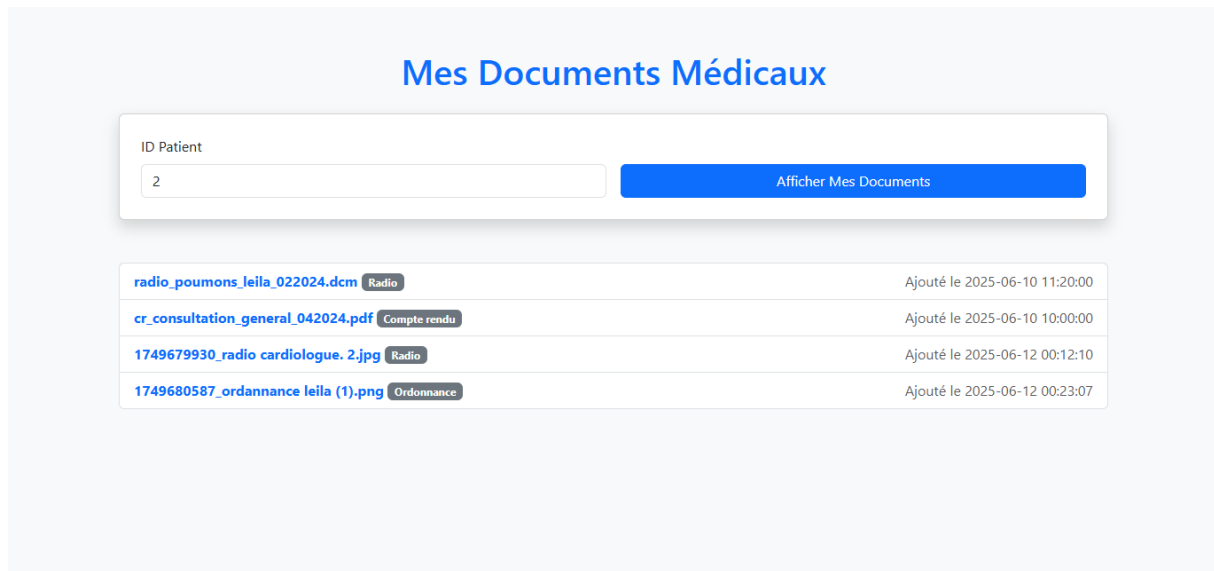 Mes Documents Médicaux
ID Patient
2 Afficher Mes Documents
radio_poumons_leila_022024.dcm Radio Ajouté le 2025-06-10 11:20:00
cr_consultation_general_042024.pdf Compte rendu Ajouté le 2025-06-10 10:00:00
1749679930_radio cardiologue. 2.jpg Radio Ajouté le 2025-06-12 00:12:10
1749680587_ordannance leila (1).png Ordonnance Ajouté le 2025-06-12 00:23:07